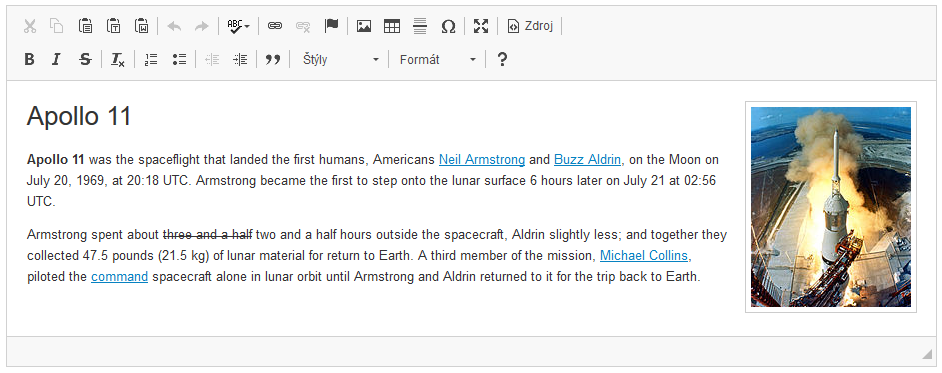 ABC Ω Zdroj
B I S Tx Štýly Formát ?
Apollo 11
Apollo 11 was the spaceflight that landed the first humans, Americans Neil Armstrong and Buzz Aldrin, on the Moon on
July 20, 1969, at 20:18 UTC. Armstrong became the first to step onto the lunar surface 6 hours later on July 21 at 02:56
UTC.
Armstrong spent about three and a half two and a half hours outside the spacecraft, Aldrin slightly less; and together they
collected 47.5 pounds (21.5 kg) of lunar material for return to Earth. A third member of the mission, Michael Collins,
piloted the command spacecraft alone in lunar orbit until Armstrong and Aldrin returned to it for the trip back to Earth.